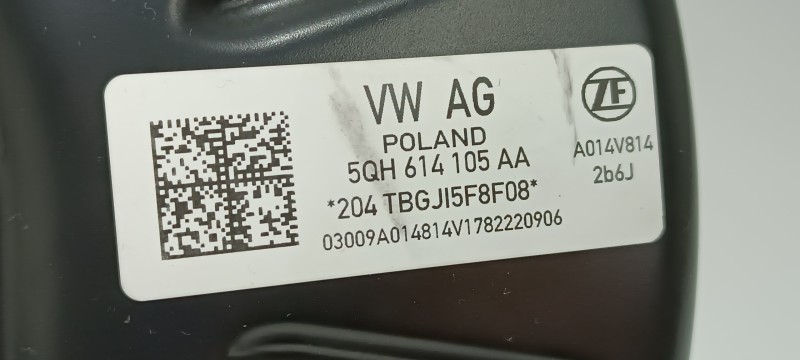 VW AG
POLAND
5QH 614 105 AA
*204 TBGJI5F8F08*
03009A014814V1782220906
ZF
A014V814
2b6J